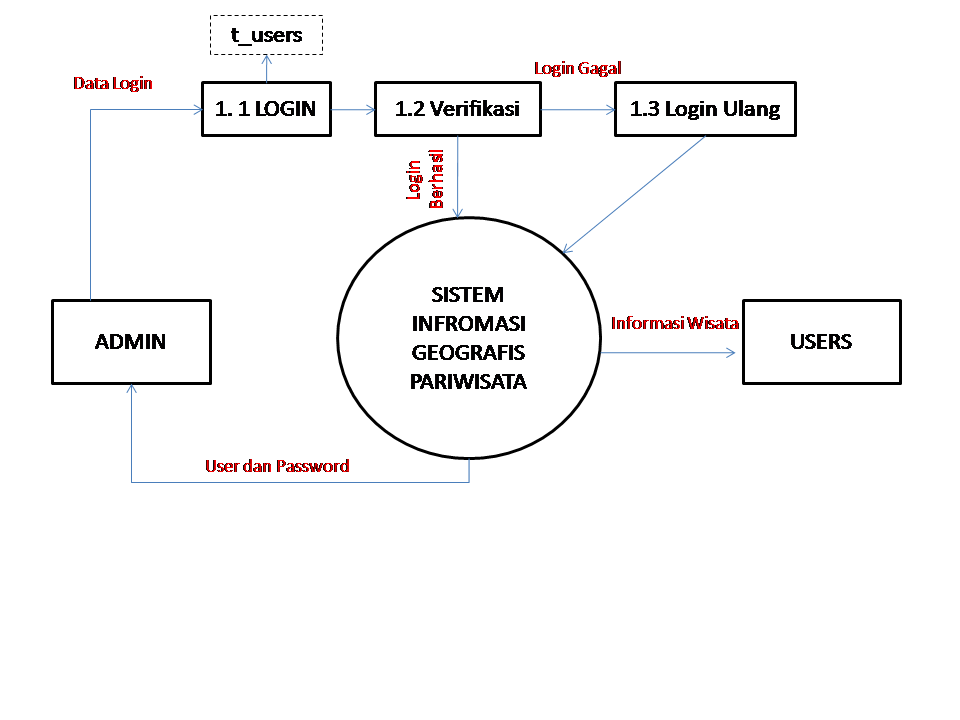 t_users
Data Login
Login Gagal
1. 1 LOGIN
1.2 Verifikasi
1.3 Login Ulang
Login
Berhasil
SISTEM
INFROMASI
GEOGRAFIS
PARIWISATA
Informasi Wisata
ADMIN
USERS
User dan Password